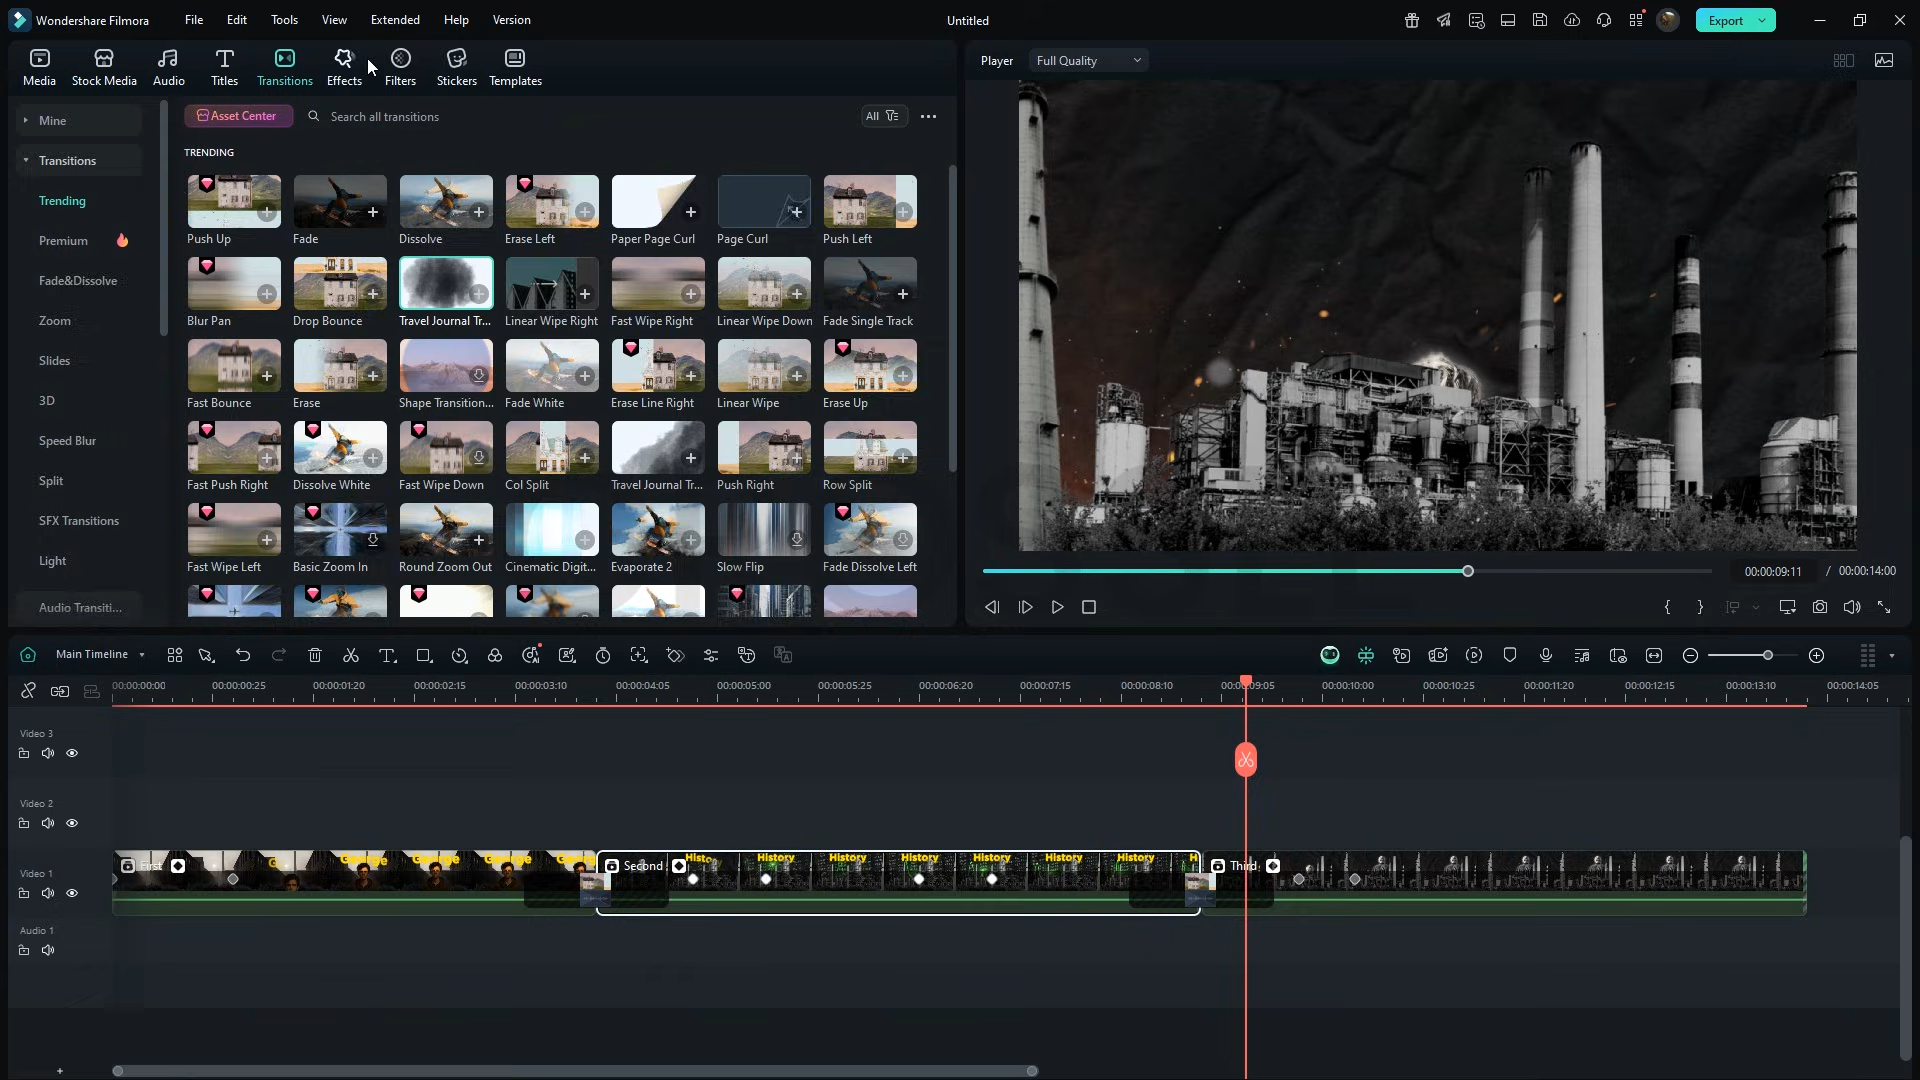 Wondershare Filmora
File Edit Tools View Extended Help Version
Untitled
Export
Media Stock Media Audio Titles Transitions Effects Filters Stickers Templates
Player Full Quality
Mine
Transitions
Trending
Premium
Fade&Dissolve
Zoom
Slides
3D
Speed Blur
Split
SFX Transitions
Light
Audio Transiti...
Asset Center
Search all transitions
All
TRENDING
Push Up Fade Dissolve Erase Left Paper Page Curl Page Curl Push Left
Blur Pan Drop Bounce Travel Journal Tr... Linear Wipe Right Fast Wipe Right Linear Wipe Down Fade Single Track
Fast Bounce Erase Shape Transition... Fade White Erase Line Right Linear Wipe Erase Up
Fast Push Right Dissolve White Fast Wipe Down Col Split Travel Journal Tr... Push Right Row Split
Fast Wipe Left Basic Zoom In Round Zoom Out Cinematic Digit... Evaporate 2 Slow Flip Fade Dissolve Left
00:00:09:11 / 00:00:14:00
Main Timeline
00:00:00:00 00:00:00:25 00:00:01:20 00:00:02:15 00:00:03:10 00:00:04:05 00:00:05:00 00:00:05:25 00:00:06:20 00:00:07:15 00:00:08:10 00:00:09:05 00:00:10:00 00:00:10:25 00:00:11:20 00:00:12:15 00:00:13:10 00:00:14:05
Video 3
Video 2
Video 1
First George George George George Second History History History History History History History Third
Audio 1